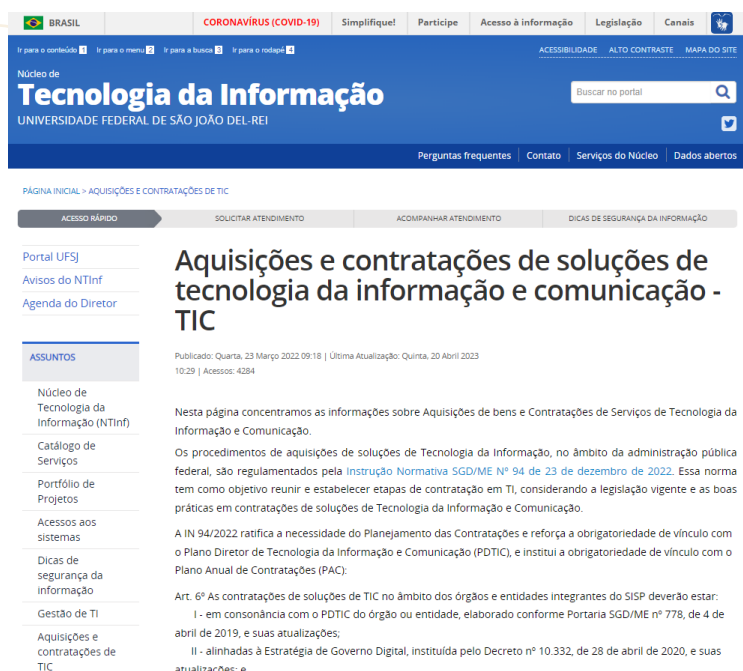 BRASIL CORONAVÍRUS (COVID-19) Simplifique! Participe Acesso à informação Legislação Canais
Ir para o conteúdo 1 Ir para o menu 2 Ir para a busca 3 Ir para o rodapé 4 ACESSIBILIDADE ALTO CONTRASTE MAPA DO SITE
Núcleo de
Tecnologia da Informação
Buscar no portal
UNIVERSIDADE FEDERAL DE SÃO JOÃO DEL-REI
Perguntas frequentes Contato Serviços do Núcleo Dados abertos
PÁGINA INICIAL > AQUISIÇÕES E CONTRATAÇÕES DE TIC
ACESSO RÁPIDO SOLICITAR ATENDIMENTO ACOMPANHAR ATENDIMENTO DICAS DE SEGURANÇA DA INFORMAÇÃO
Portal UFSJ
Avisos do NTInf
Agenda do Diretor
ASSUNTOS
Núcleo de
Tecnologia da
Informação (NTInf)
Catálogo de
Serviços
Portfólio de
Projetos
Acessos aos
sistemas
Dicas de
segurança da
informação
Gestão de TI
Aquisições e
contratações de
TIC
Aquisições e contratações de soluções de
tecnologia da informação e comunicação -
TIC
Publicado: Quarta, 23 Março 2022 09:18 | Última Atualização: Quinta, 20 Abril 2023
10:29 | Acessos: 4284
Nesta página concentramos as informações sobre Aquisições de bens e Contratações de Serviços de Tecnologia da
Informação e Comunicação.
Os procedimentos de aquisições de soluções de Tecnologia da Informação, no âmbito da administração pública
federal, são regulamentados pela Instrução Normativa SGD/ME Nº 94 de 23 de dezembro de 2022. Essa norma
tem como objetivo reunir e estabelecer etapas de contratação em TI, considerando a legislação vigente e as boas
práticas em contratações de soluções de Tecnologia da Informação e Comunicação.
A IN 94/2022 ratifica a necessidade do Planejamento das Contratações e reforça a obrigatoriedade de vínculo com
o Plano Diretor de Tecnologia da Informação e Comunicação (PDTIC), e institui a obrigatoriedade de vínculo com o
Plano Anual de Contratações (PAC):
Art. 6º As contratações de soluções de TIC no âmbito dos órgãos e entidades integrantes do SISP deverão estar:
I - em consonância com o PDTIC do órgão ou entidade, elaborado conforme Portaria SGD/ME nº 778, de 4 de
abril de 2019, e suas atualizações;
II - alinhadas à Estratégia de Governo Digital, instituída pelo Decreto nº 10.332, de 28 de abril de 2020, e suas
atualizações; e